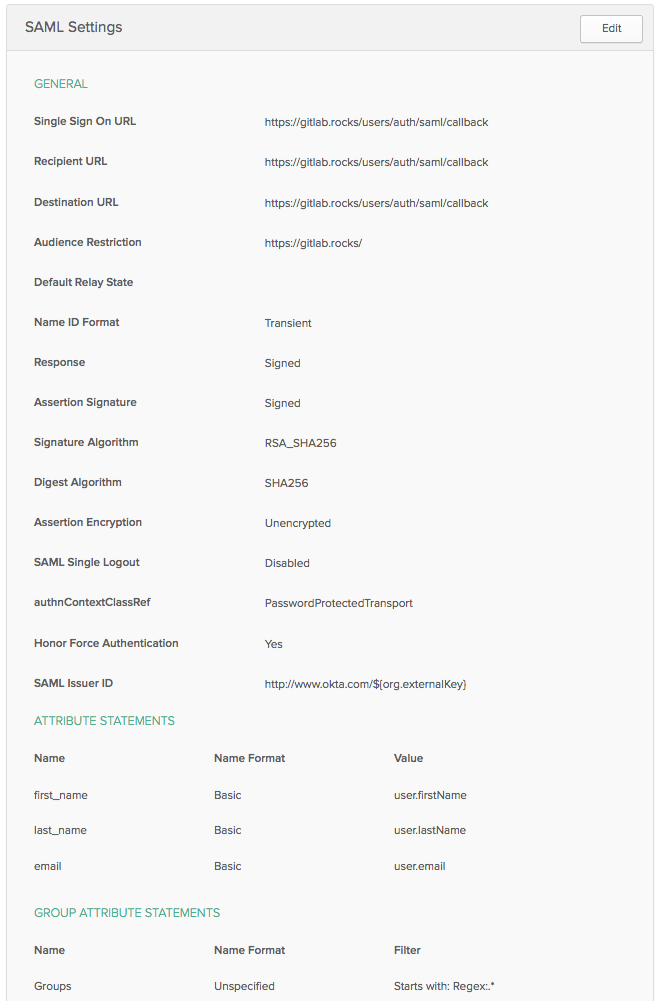 SAML Settings Edit
GENERAL
Single Sign On URL https://gitlab.rocks/users/auth/saml/callback
Recipient URL https://gitlab.rocks/users/auth/saml/callback
Destination URL https://gitlab.rocks/users/auth/saml/callback
Audience Restriction https://gitlab.rocks/
Default Relay State
Name ID Format Transient
Response Signed
Assertion Signature Signed
Signature Algorithm RSA_SHA256
Digest Algorithm SHA256
Assertion Encryption Unencrypted
SAML Single Logout Disabled
authnContextClassRef PasswordProtectedTransport
Honor Force Authentication Yes
SAML Issuer ID http://www.okta.com/${org.externalKey}
ATTRIBUTE STATEMENTS
Name Name Format Value
first_name Basic user.firstName
last_name Basic user.lastName
email Basic user.email
GROUP ATTRIBUTE STATEMENTS
Name Name Format Filter
Groups Unspecified Starts with: Regex:.*